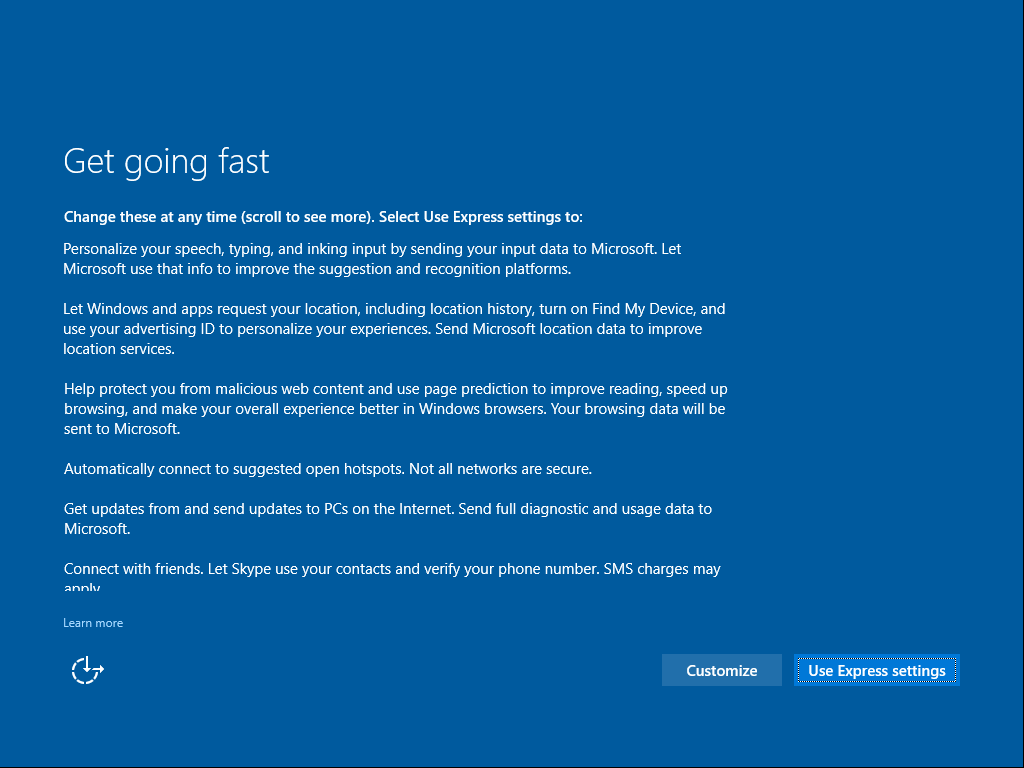 Get going fast
Change these at any time (scroll to see more). Select Use Express settings to:
Personalize your speech, typing, and inking input by sending your input data to Microsoft. Let
Microsoft use that info to improve the suggestion and recognition platforms.
Let Windows and apps request your location, including location history, turn on Find My Device, and
use your advertising ID to personalize your experiences. Send Microsoft location data to improve
location services.
Help protect you from malicious web content and use page prediction to improve reading, speed up
browsing, and make your overall experience better in Windows browsers. Your browsing data will be
sent to Microsoft.
Automatically connect to suggested open hotspots. Not all networks are secure.
Get updates from and send updates to PCs on the Internet. Send full diagnostic and usage data to
Microsoft.
Connect with friends. Let Skype use your contacts and verify your phone number. SMS charges may
apply.
Learn more
Customize
Use Express settings